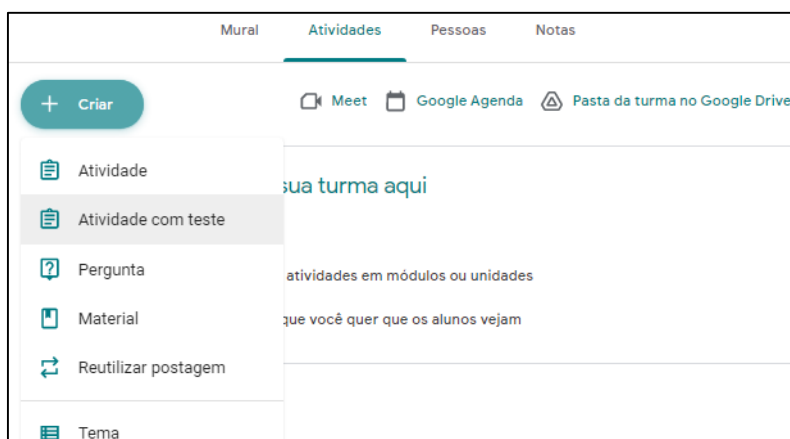 Mural Atividades Pessoas Notas
Criar Meet Google Agenda Pasta da turma no Google Drive
Atividade
sua turma aqui
Atividade com teste
Pergunta
atividades em módulos ou unidades
Material
que você quer que os alunos vejam
Reutilizar postagem
Tema